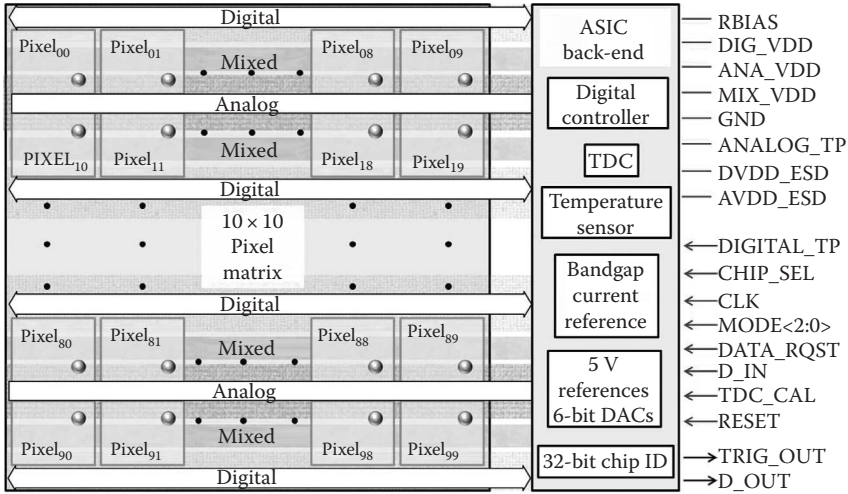 Digital
Pixel00
Pixel01
Mixed
Pixel08
Pixel09
Analog
PIXEL10
Pixel11
Mixed
Pixel18
Pixel19
Digital
10 × 10
Pixel
matrix
Digital
Pixel80
Pixel81
Mixed
Pixel88
Pixel89
Analog
Pixel90
Pixel91
Mixed
Pixel98
Pixel99
Digital
ASIC
back-end
Digital
controller
TDC
Temperature
sensor
Bandgap
current
reference
5 V
references
6-bit DACs
32-bit chip ID
RBIAS
DIG_VDD
ANA_VDD
MIX_VDD
GND
ANALOG_TP
DVDD_ESD
AVDD_ESD
DIGITAL_TP
CHIP_SEL
CLK
MODE<2:0>
DATA_RQST
D_IN
TDC_CAL
RESET
TRIG_OUT
D_OUT